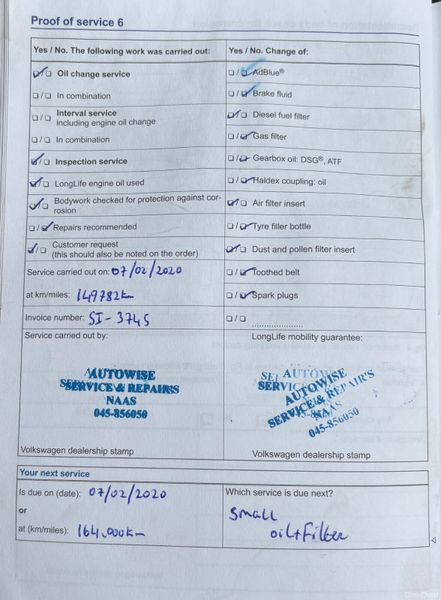 Proof of service 6
Yes / No. The following work was carried out:
Yes / No. Change of:
Oil change service
AdBlue®
In combination
Brake fluid
Interval service
including engine oil change
Diesel fuel filter
In combination
Gas filter
Inspection service
Gearbox oil: DSG®, ATF
LongLife engine oil used
Haldex coupling: oil
Bodywork checked for protection against cor-
rosion
Air filter insert
Repairs recommended
Tyre filler bottle
Customer request
(this should also be noted on the order)
Dust and pollen filter insert
Service carried out on: 07/02/2020
Toothed belt
at km/miles: 149782km
Spark plugs
Invoice number: SI-3745
Service carried out by:
LongLife mobility guarantee:
AUTOWISE
SERVICE & REPAIRS
NAAS
045-856050
AUTOWISE
SERVICE & REPAIR'S
NAAS
045-856050
Volkswagen dealership stamp
Volkswagen dealership stamp
Your next service
Is due on (date): 07/02/2020
Which service is due next?
or
Small
at (km/miles): 164.000km
oil+Filter